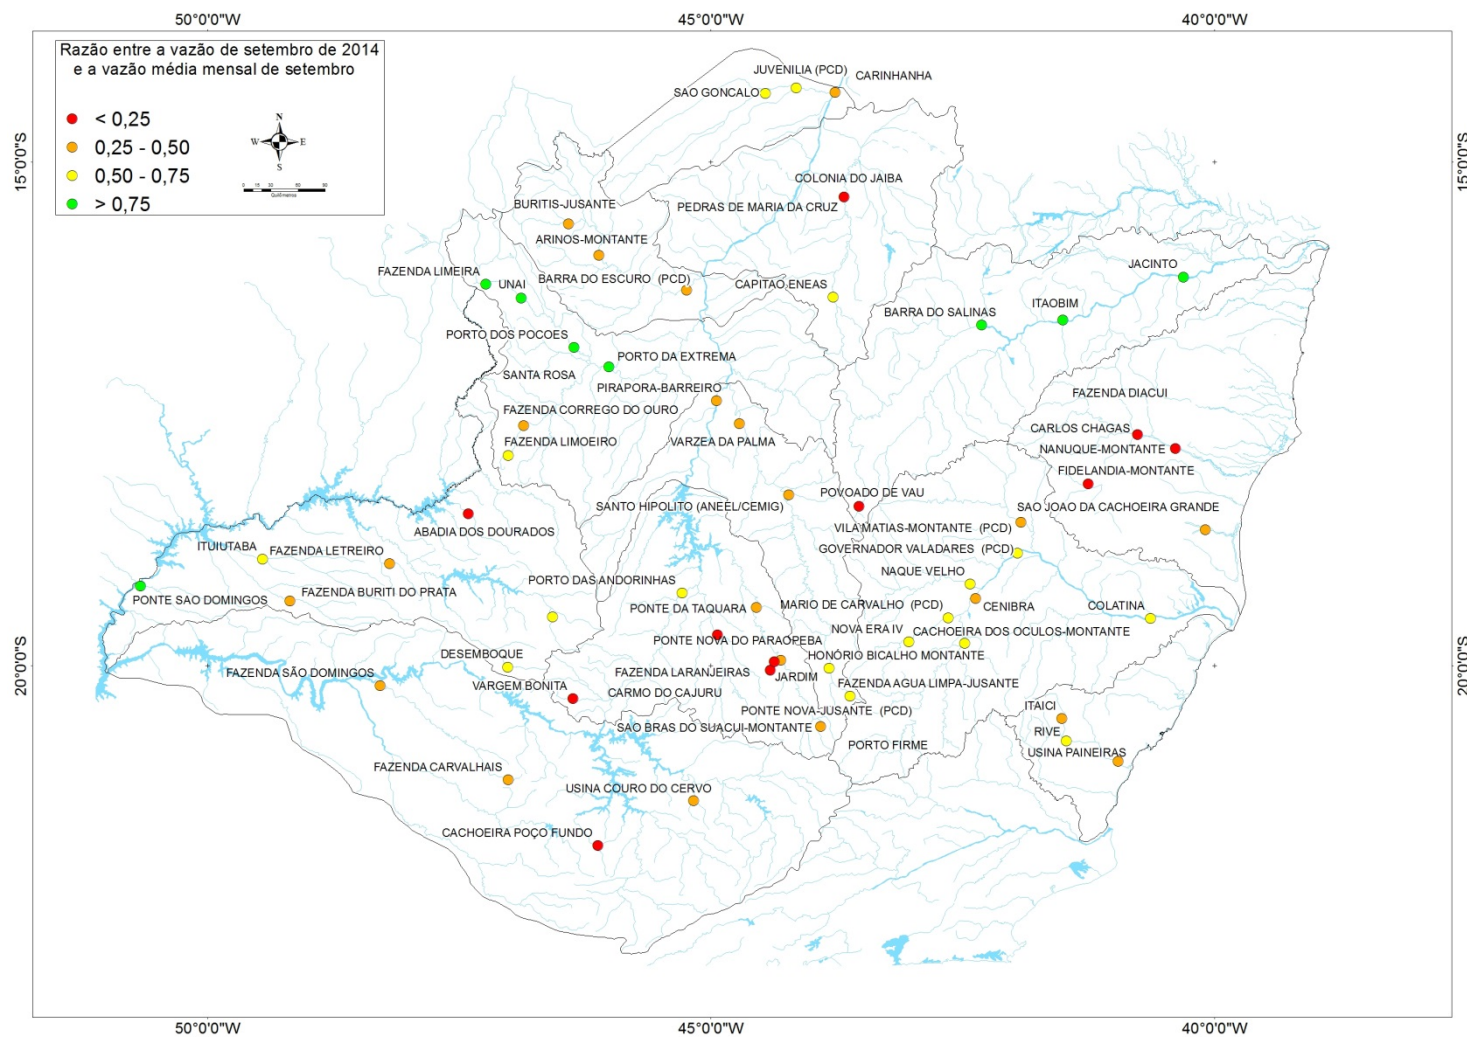 50°0'0"W 45°0'0"W 40°0'0"W
Razão entre a vazão de setembro de 2014
e a vazão média mensal de setembro
< 0,25
0,25 - 0,50
0,50 - 0,75
> 0,75
N
W E
S
15°0'0"S 15°0'0"S
JUVENILIA (PCD)
CARINHANHA
SAO GONCALO
COLONIA DO JAIBA
PEDRAS DE MARIA DA CRUZ
BURITIS-JUSANTE
ARINOS-MONTANTE
FAZENDA LIMEIRA
UNAI
BARRA DO ESCURO (PCD)
CAPITAO ENEAS
JACINTO
BARRA DO SALINAS
ITAOBIM
PORTO DOS POCOES
PORTO DA EXTREMA
SANTA ROSA
PIRAPORA-BARREIRO
FAZENDA DIACUI
FAZENDA CORREGO DO OURO
CARLOS CHAGAS
FAZENDA LIMOEIRO
VARZEA DA PALMA
NANUQUE-MONTANTE
FIDELANDIA-MONTANTE
POVOADO DE VAU
SANTO HIPOLITO (ANEEL/CEMIG)
SAO JOAO DA CACHOEIRA GRANDE
ABADIA DOS DOURADOS
VILA MATIAS-MONTANTE (PCD)
ITUIUTABA
FAZENDA LETREIRO
GOVERNADOR VALADARES (PCD)
NAQUE VELHO
PORTO DAS ANDORINHAS
PONTE SAO DOMINGOS
FAZENDA BURITI DO PRATA
PONTE DA TAQUARA
MARIO DE CARVALHO (PCD)
CENIBRA
COLATINA
NOVA ERA IV
CACHOEIRA DOS OCULOS-MONTANTE
PONTE NOVA DO PARAOPEBA
DESEMBOQUE
HONÓRIO BICALHO MONTANTE
20°0'0"S 20°0'0"S
FAZENDA SÃO DOMINGOS
FAZENDA LARANJEIRAS
JARDIM
FAZENDA AGUA LIMPA-JUSANTE
VARGEM BONITA
CARMO DO CAJURU
PONTE NOVA-JUSANTE (PCD)
ITAICI
SAO BRAS DO SUACUI-MONTANTE
RIVE
PORTO FIRME
USINA PAINEIRAS
FAZENDA CARVALHAIS
USINA COURO DO CERVO
CACHOEIRA POÇO FUNDO
50°0'0"W 45°0'0"W 40°0'0"W